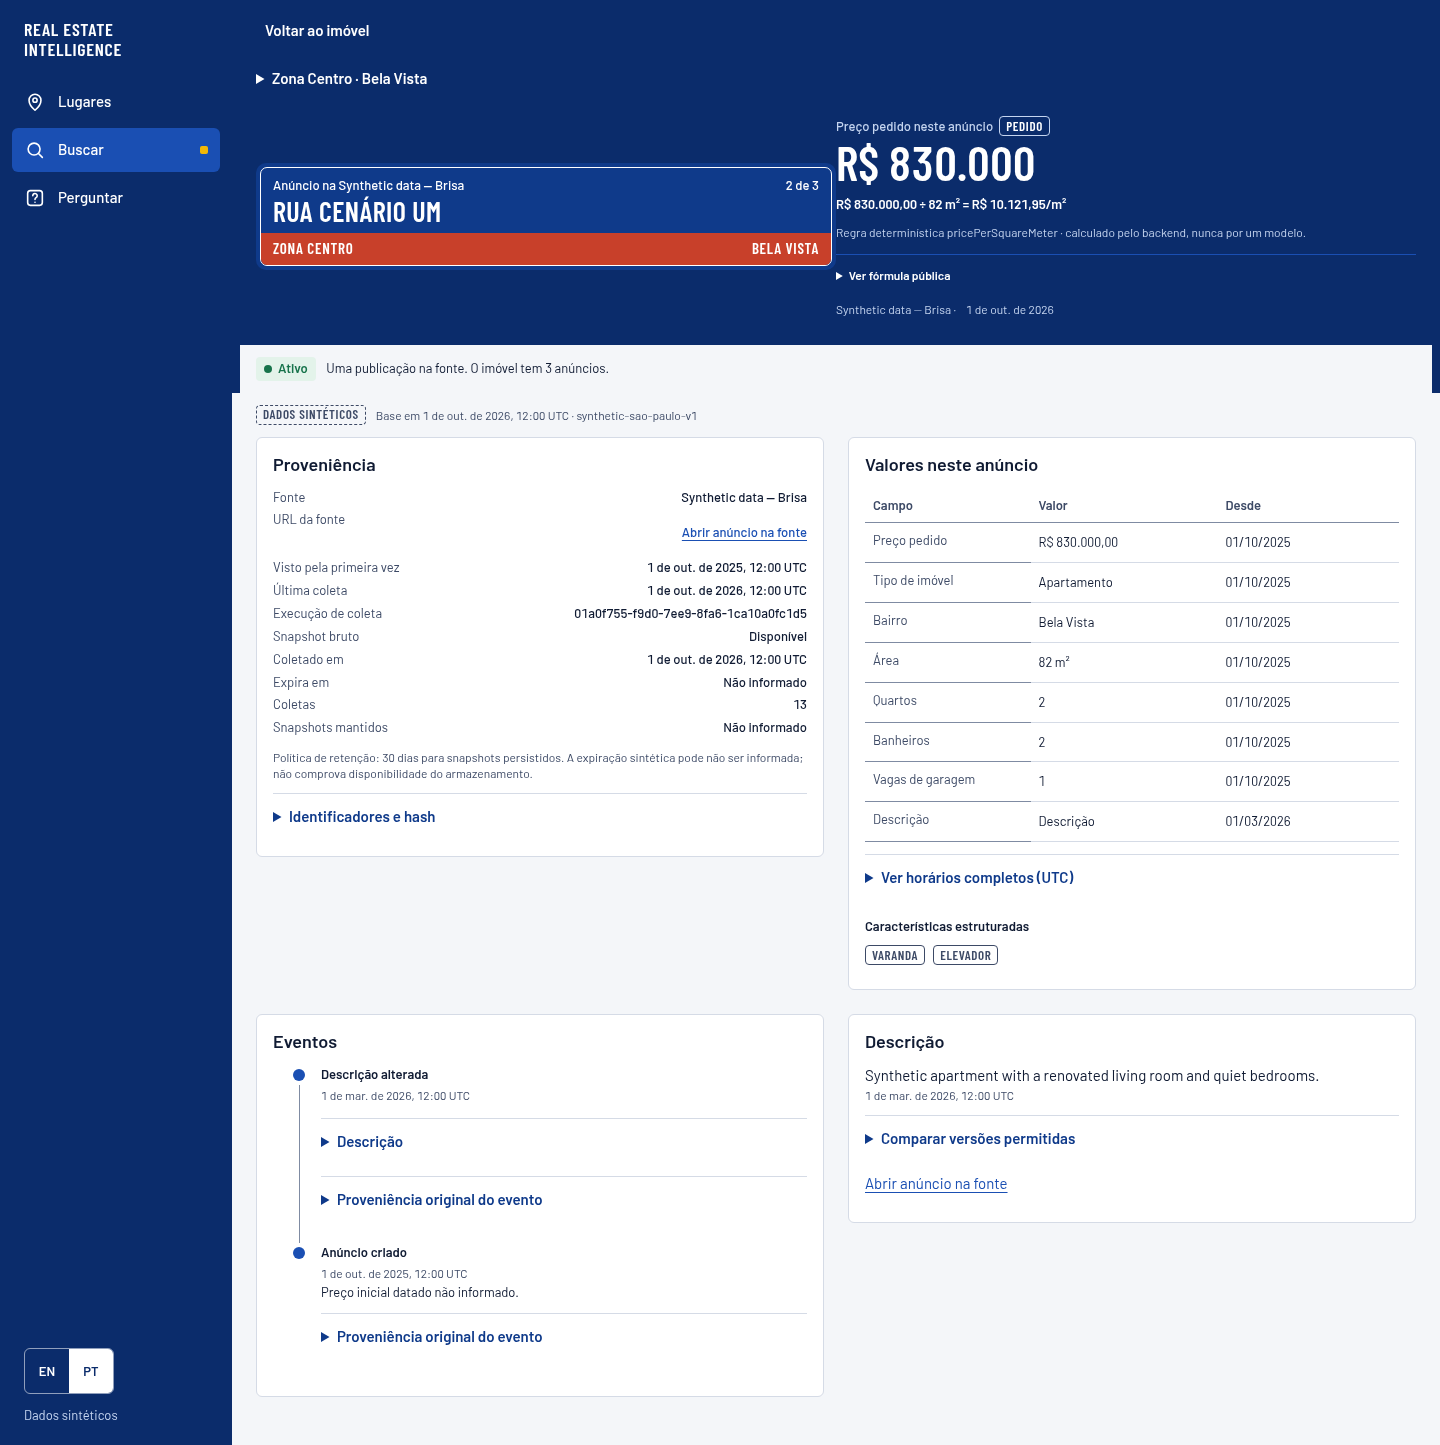 REAL ESTATE
INTELLIGENCE
Lugares
Buscar
Perguntar
EN PT
Dados sintéticos
Voltar ao imóvel
Zona Centro · Bela Vista
Anúncio na Synthetic data — Brisa 2 de 3
RUA CENÁRIO UM
ZONA CENTRO BELA VISTA
Preço pedido neste anúncio PEDIDO
R$ 830.000
R$ 830.000,00 ÷ 82 m² = R$ 10.121,95/m²
Regra determinística pricePerSquareMeter · calculado pelo backend, nunca por um modelo.
Ver fórmula pública
Synthetic data — Brisa · 1 de out. de 2026
Ativo Uma publicação na fonte. O imóvel tem 3 anúncios.
DADOS SINTÉTICOS Base em 1 de out. de 2026, 12:00 UTC · synthetic-sao-paulo-v1
Proveniência
Fonte Synthetic data — Brisa
URL da fonte
Abrir anúncio na fonte
Visto pela primeira vez 1 de out. de 2025, 12:00 UTC
Última coleta 1 de out. de 2026, 12:00 UTC
Execução de coleta 01a0f755-f9d0-7ee9-8fa6-1ca10a0fc1d5
Snapshot bruto Disponível
Coletado em 1 de out. de 2026, 12:00 UTC
Expira em Não informado
Coletas 13
Snapshots mantidos Não informado
Política de retenção: 30 dias para snapshots persistidos. A expiração sintética pode não ser informada;
não comprova disponibilidade do armazenamento.
Identificadores e hash
Valores neste anúncio
Campo Valor Desde
Preço pedido R$ 830.000,00 01/10/2025
Tipo de imóvel Apartamento 01/10/2025
Bairro Bela Vista 01/10/2025
Área 82 m² 01/10/2025
Quartos 2 01/10/2025
Banheiros 2 01/10/2025
Vagas de garagem 1 01/10/2025
Descrição Descrição 01/03/2026
Ver horários completos (UTC)
Características estruturadas
VARANDA ELEVADOR
Eventos
Descrição alterada
1 de mar. de 2026, 12:00 UTC
Descrição
Proveniência original do evento
Anúncio criado
1 de out. de 2025, 12:00 UTC
Preço inicial datado não informado.
Proveniência original do evento
Descrição
Synthetic apartment with a renovated living room and quiet bedrooms.
1 de mar. de 2026, 12:00 UTC
Comparar versões permitidas
Abrir anúncio na fonte